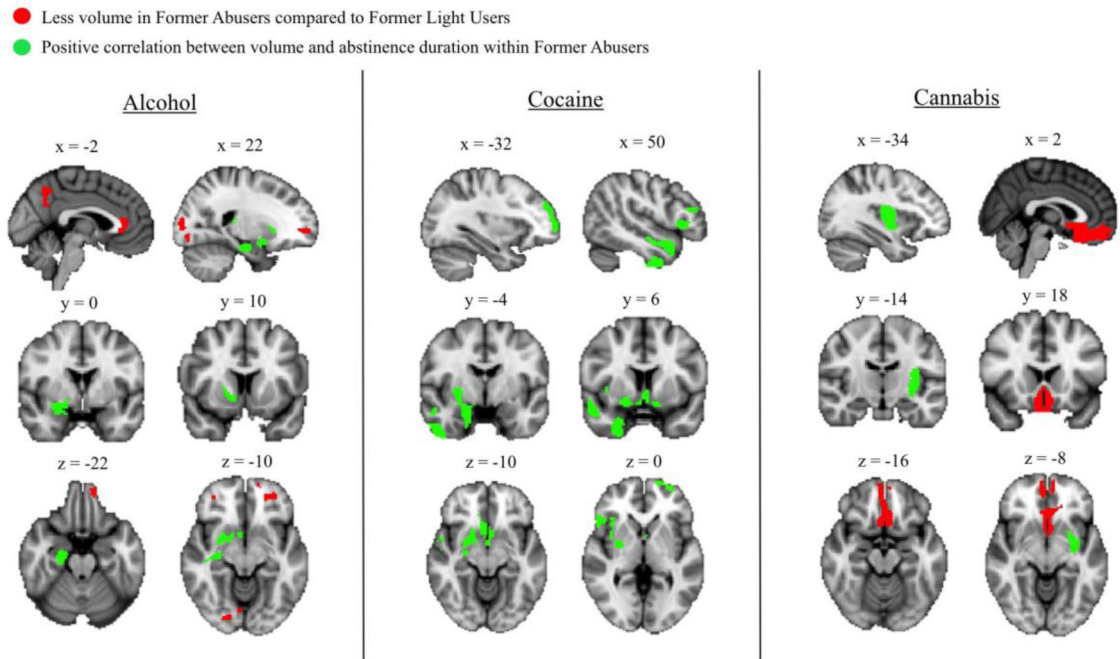 Less volume in Former Abusers compared to Former Light Users
Positive correlation between volume and abstinence duration within Former Abusers
Alcohol
x = -2
x = 22
y = 0
y = 10
z = -22
z = -10
Cocaine
x = -32
x = 50
y = -4
y = 6
z = -10
z = 0
Cannabis
x = -34
x = 2
y = -14
y = 18
z = -16
z = -8